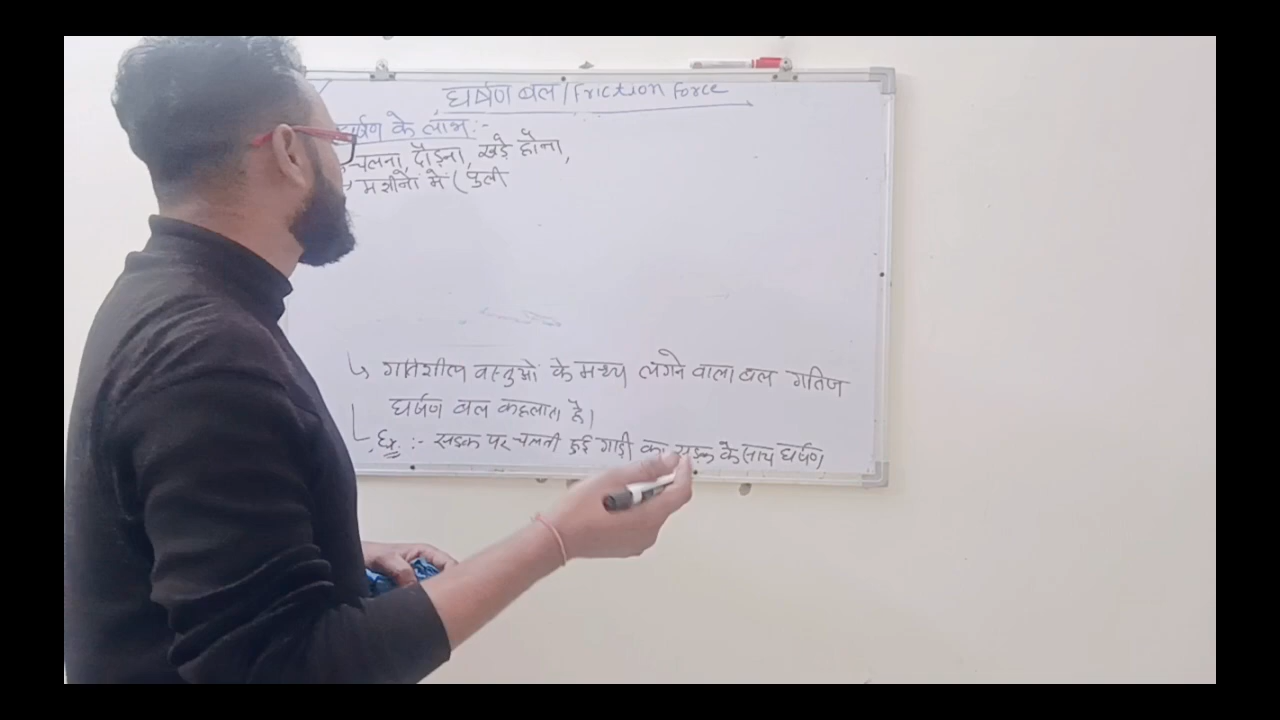 घर्षण बल/Friction Force
घर्षण के लाभ :-
चलना, दौड़ना, खड़े होना,
→ मशीनों में ( पुली
↳ गतिशील वस्तुओं के मध्य लगने वाला बल गतिज
घर्षण बल कहलाता है।
Ex. :- सड़क पर चलती हुई गाड़ी का सड़क के साथ घर्षण